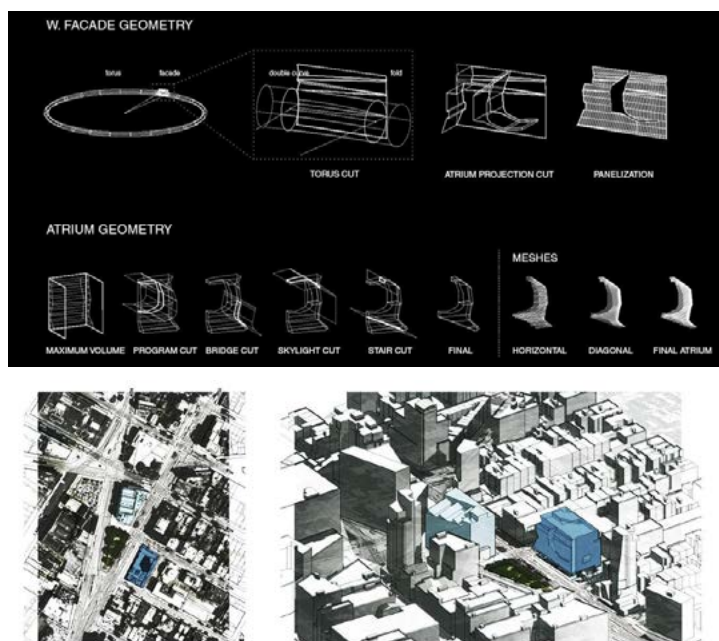 W. FACADE GEOMETRY
torus
facade
double curve
fold
TORUS CUT
ATRIUM PROJECTION CUT
PANELIZATION
ATRIUM GEOMETRY
MESHES
MAXIMUM VOLUME
PROGRAM CUT
BRIDGE CUT
SKYLIGHT CUT
STAIR CUT
FINAL
HORIZONTAL
DIAGONAL
FINAL ATRIUM